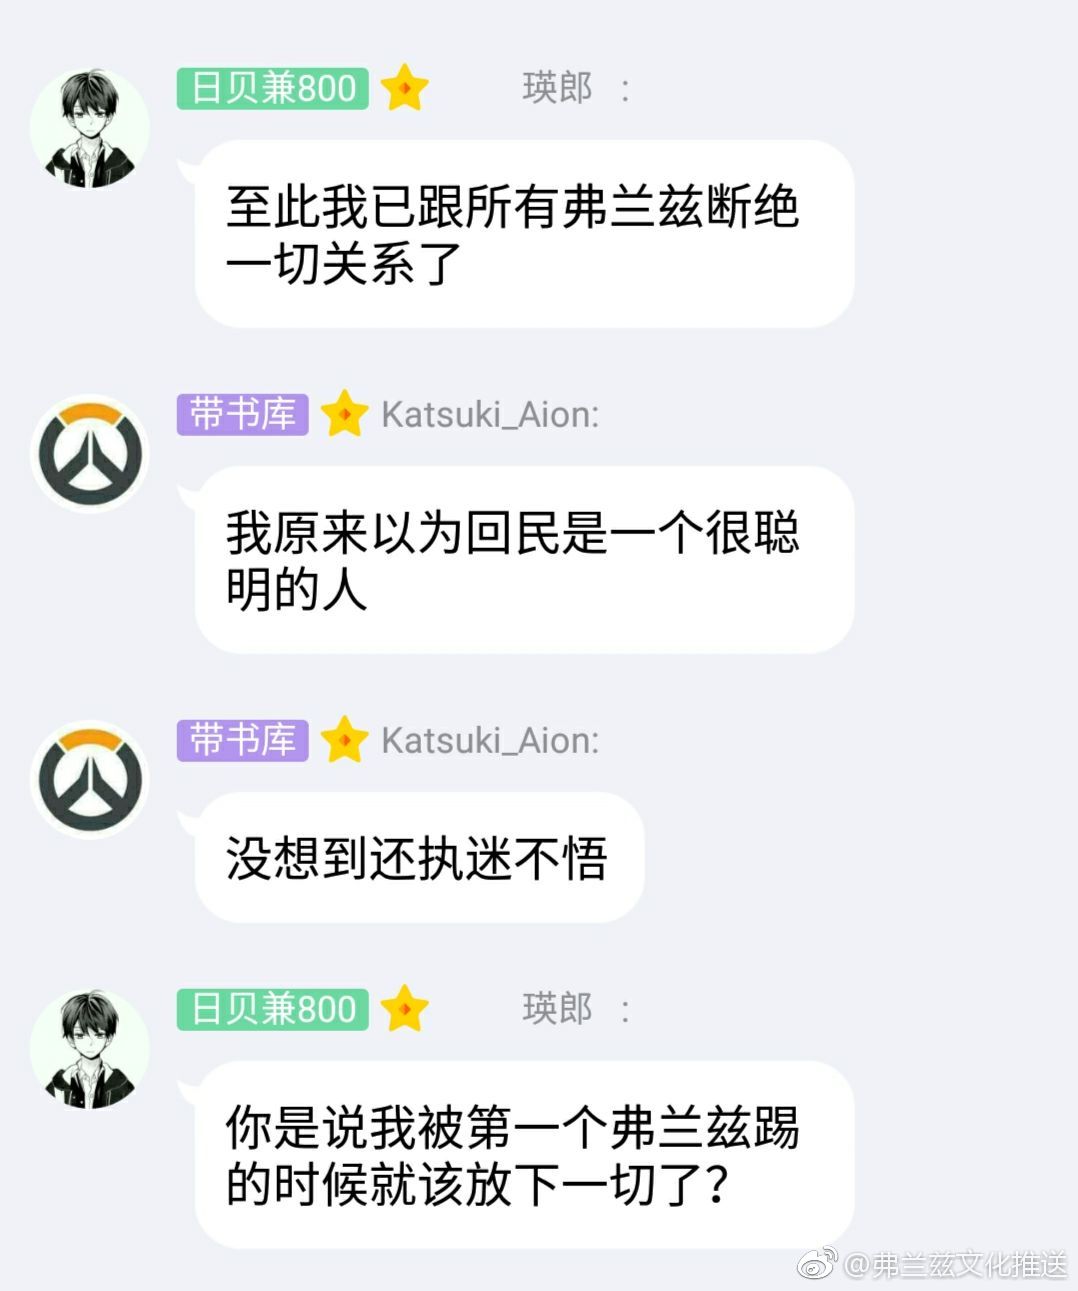 日贝兼800 瑛郎 :
至此我已跟所有弗兰兹断绝
一切关系了
带书库 Katsuki_Aion:
我原来以为回民是一个很聪
明的人
带书库 Katsuki_Aion:
没想到还执迷不悟
日贝兼800 瑛郎 :
你是说我被第一个弗兰兹踢
的时候就该放下一切了？
@弗兰兹文化推送